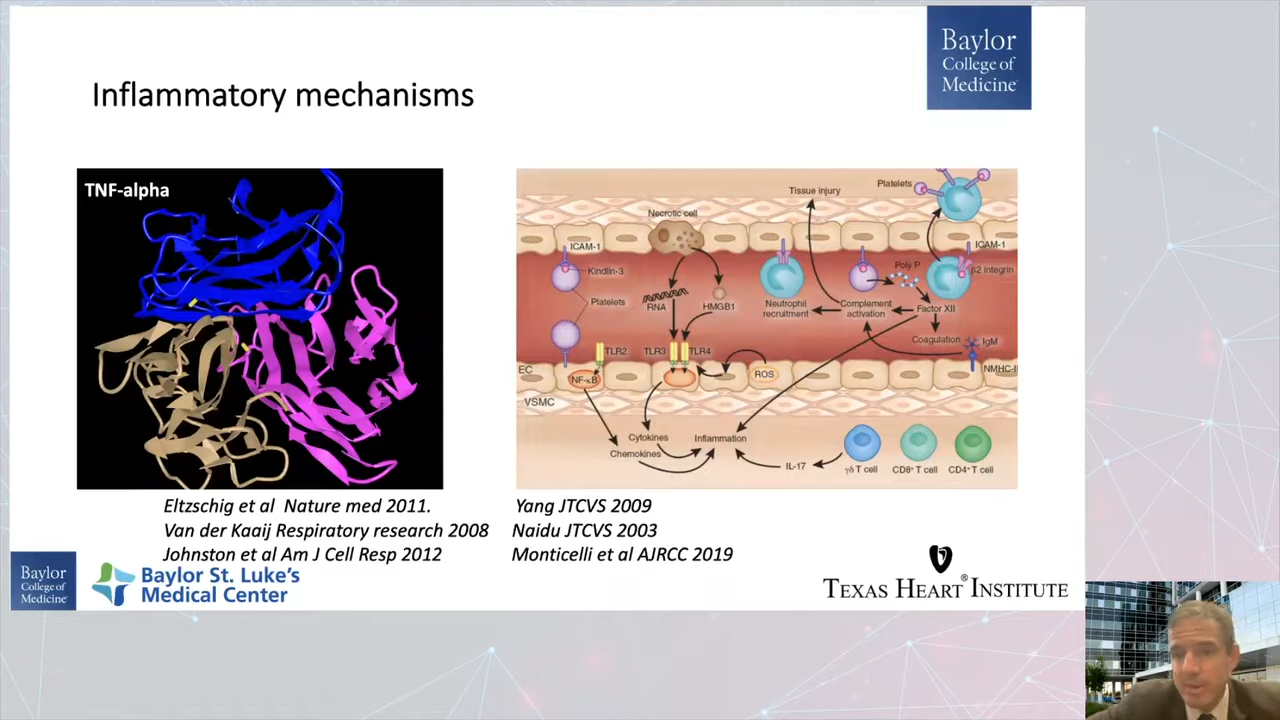 Inflammatory mechanisms
Baylor
College of
Medicine
TNF-alpha
Tissue injury
Platelets
Necrotic cell
ICAM-1
ICAM-1
Kindlin-3
Poly P
β2 integrin
Platelets
RNA
HMGB1
Neutrophil
recruitment
Complement
activation
Factor XII
Coagulation
IgM
TLR2
TLR3
TLR4
EC
NF-κB
ROS
NMHC-II
VSMC
Cytokines
Inflammation
Chemokines
IL-17
γδ T cell
CD8+ T cell
CD4+ T cell
Eltzschig et al Nature med 2011.
Van der Kaaij Respiratory research 2008
Johnston et al Am J Cell Resp 2012
Yang JTCVS 2009
Naidu JTCVS 2003
Monticelli et al AJRCC 2019
Baylor
College of
Medicine
Baylor St. Luke's
Medical Center
TEXAS HEART® INSTITUTE